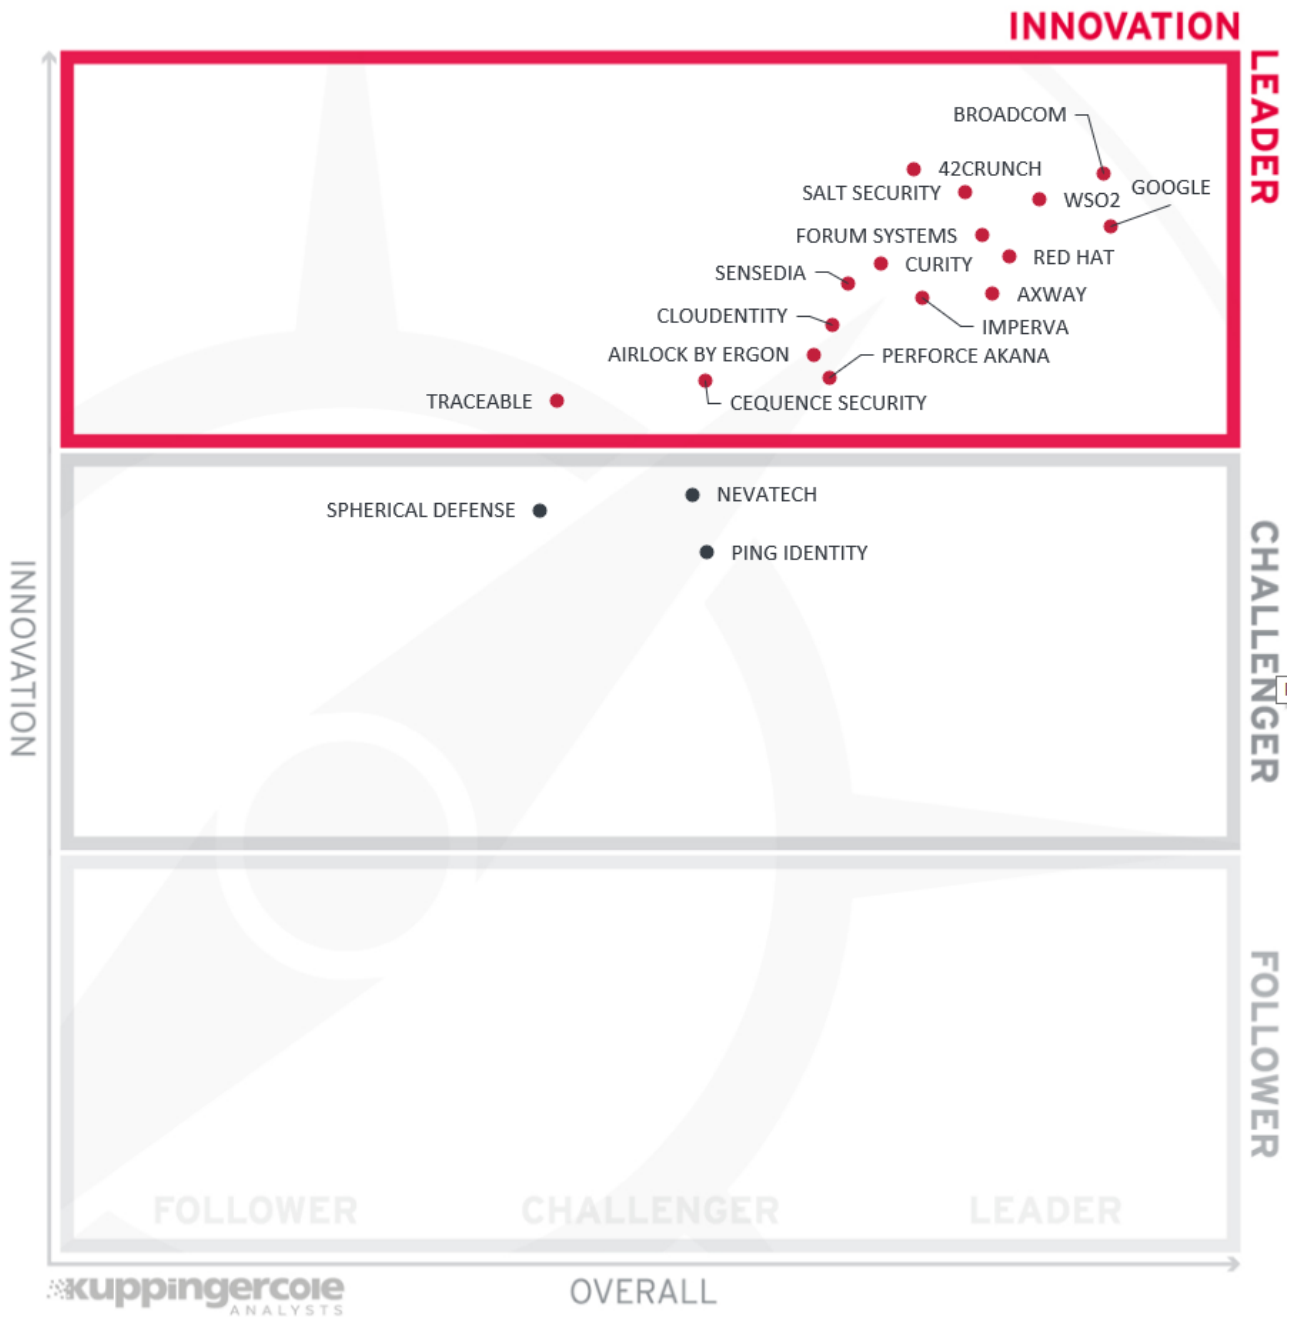 INNOVATION
LEADER
BROADCOM
42CRUNCH
GOOGLE
SALT SECURITY
WSO2
FORUM SYSTEMS
RED HAT
CURITY
SENSEDIA
AXWAY
CLOUDENTITY
IMPERVA
AIRLOCK BY ERGON
PERFORCE AKANA
TRACEABLE
CEQUENCE SECURITY
NEVATECH
SPHERICAL DEFENSE
PING IDENTITY
INNOVATION
CHALLENGER
FOLLOWER
FOLLOWER CHALLENGER LEADER
kuppingercole
ANALYSTS
OVERALL